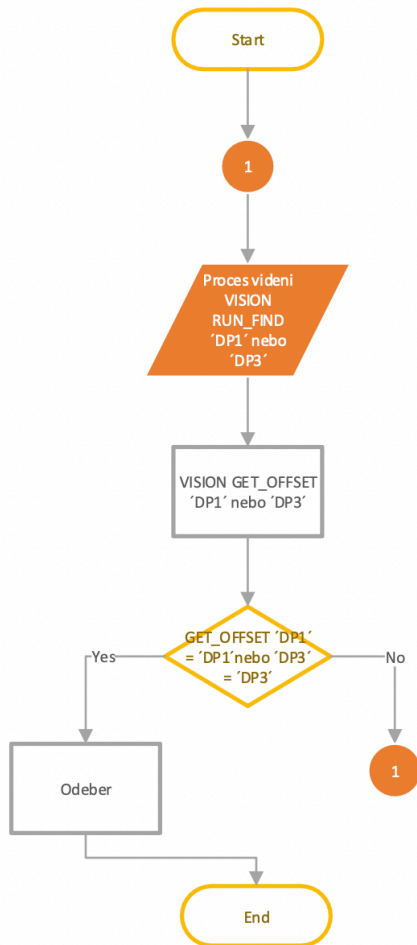 Start
1
Proces videni
VISION
RUN_FIND
´DP1´ nebo
´DP3´
VISION GET_OFFSET
´DP1´ nebo ´DP3´
GET_OFFSET ´DP1´
= ´DP1´nebo ´DP3´
= ´DP3´
Yes
No
Odeber
1
End